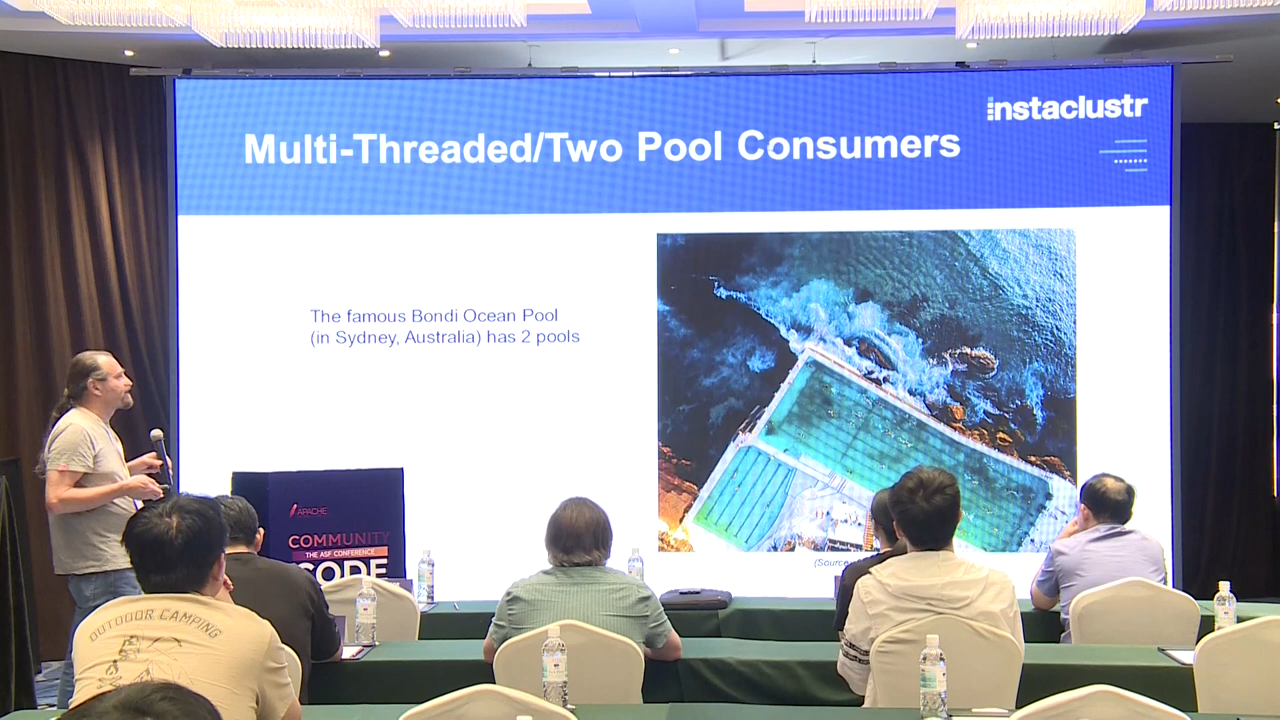 instaclustr
Multi-Threaded/Two Pool Consumers
The famous Bondi Ocean Pool
(in Sydney, Australia) has 2 pools
(Source
APACHE
COMMUNITY
THE ASF CONFERENCE
CODE
OUTDOOR CAMPING